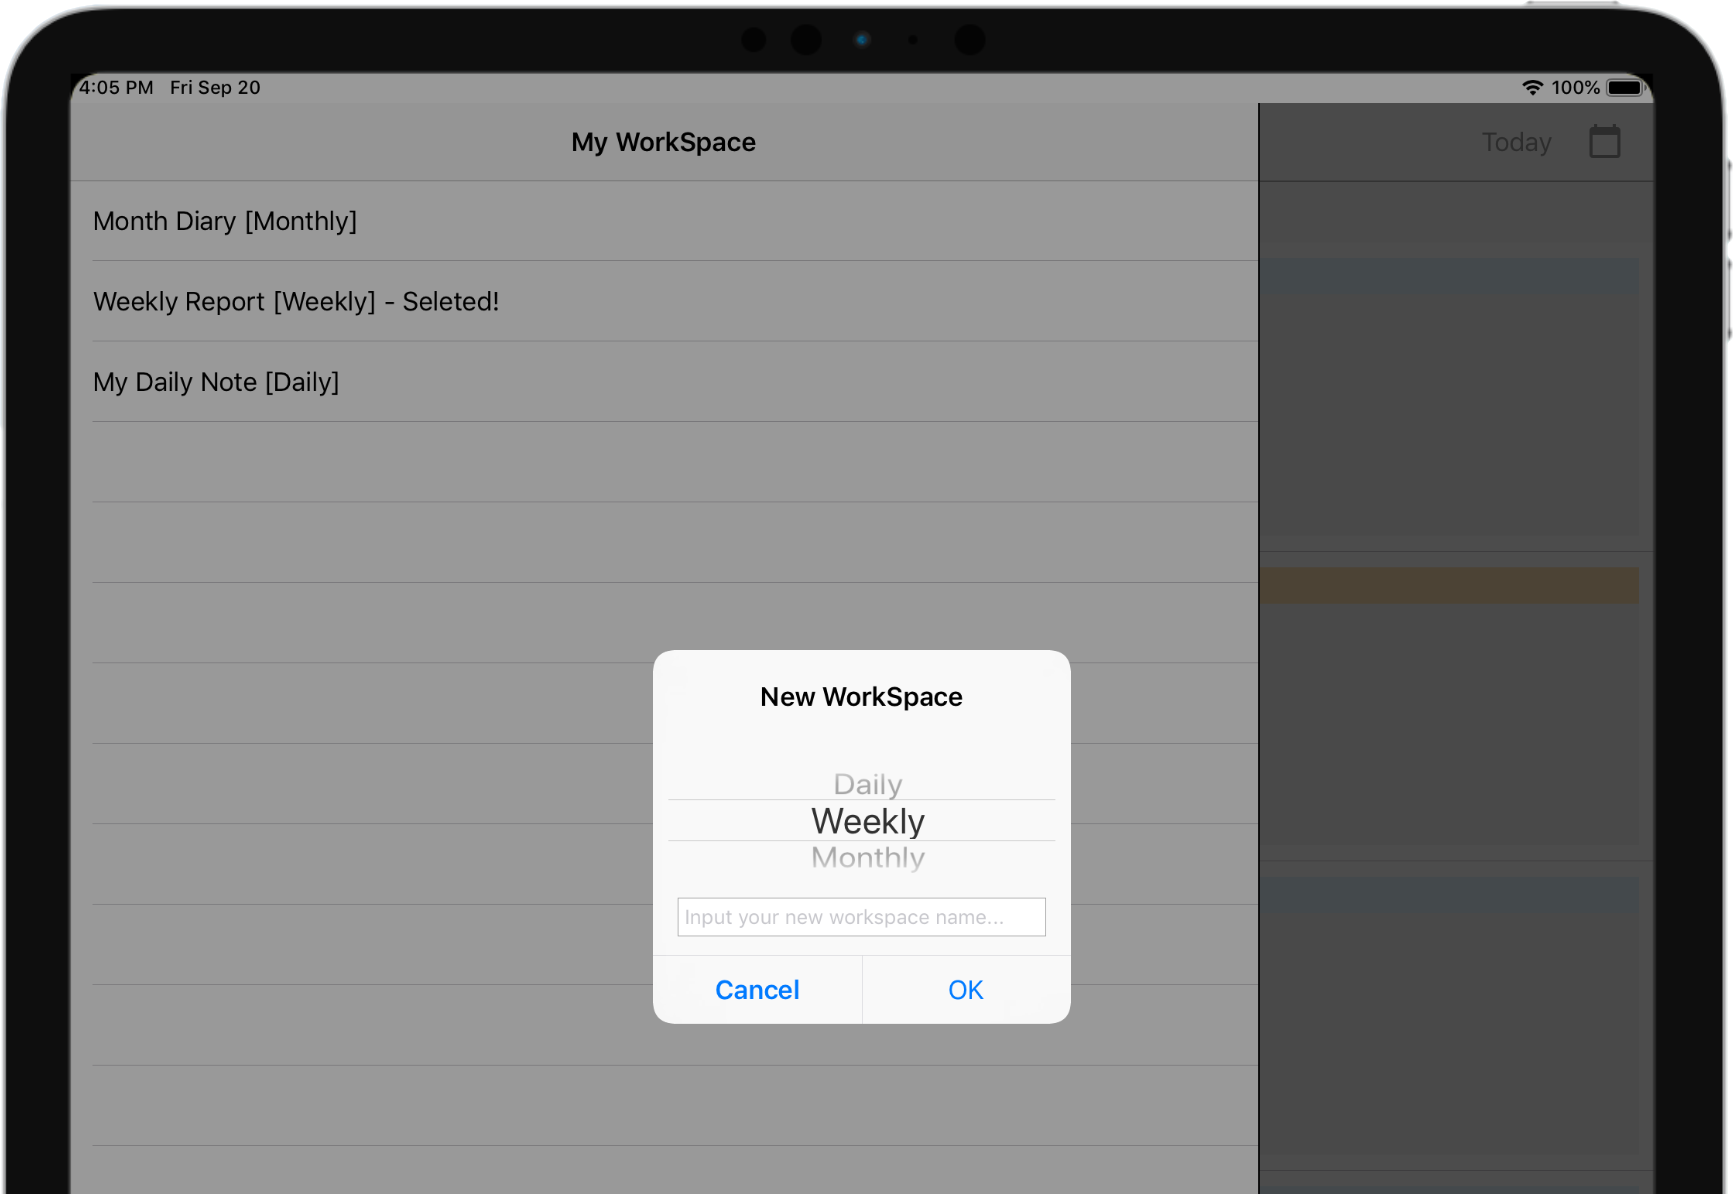 4:05 PM Fri Sep 20 100%
My WorkSpace
Today
Month Diary [Monthly]
Weekly Report [Weekly] - Seleted!
My Daily Note [Daily]
New WorkSpace
Daily
Weekly
Monthly
Input your new workspace name...
Cancel OK